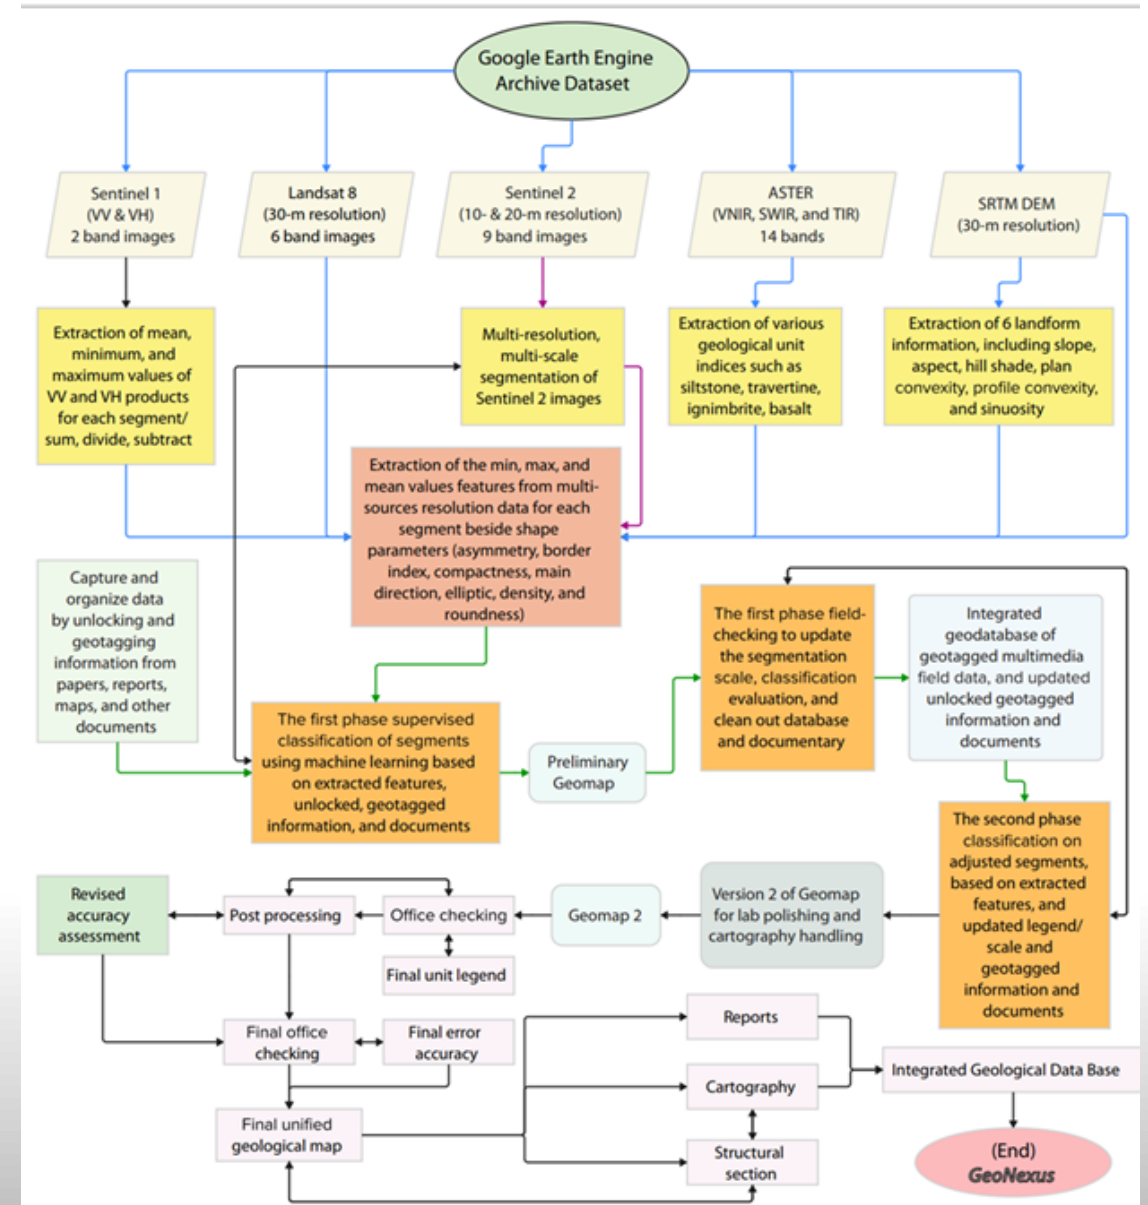 Google Earth Engine
Archive Dataset
Sentinel 1
(VV & VH)
2 band images
Landsat 8
(30-m resolution)
6 band images
Sentinel 2
(10- & 20-m resolution)
9 band images
ASTER
(VNIR, SWIR, and TIR)
14 bands
SRTM DEM
(30-m resolution)
Extraction of mean,
minimum, and
maximum values of
VV and VH products
for each segment/
sum, divide, subtract
Multi-resolution,
multi-scale
segmentation of
Sentinel 2 images
Extraction of various
geological unit
indices such as
siltstone, travertine,
ignimbrite, basalt
Extraction of 6 landform
information, including slope,
aspect, hill shade, plan
convexity, profile convexity,
and sinuosity
Extraction of the min, max, and
mean values features from multi-
sources resolution data for each
segment beside shape
parameters (asymmetry, border
index, compactness, main
direction, elliptic, density, and
roundness)
Capture and
organize data
by unlocking and
geotagging
information from
papers, reports,
maps, and other
documents
The first phase supervised
classification of segments
using machine learning based
on extracted features,
unlocked, geotagged
information, and documents
Preliminary
Geomap
The first phase field-
checking to update
the segmentation
scale, classification
evaluation, and
clean out database
and documentary
Integrated
geodatabase of
geotagged multimedia
field data, and updated
unlocked geotagged
information and
documents
The second phase
classification on
adjusted segments,
based on extracted
features, and
updated legend/
scale and
geotagged
information and
documents
Version 2 of Geomap
for lab polishing and
cartography handling
Geomap 2
Office checking
Final unit legend
Post processing
Revised
accuracy
assessment
Final office
checking
Final error
accuracy
Final unified
geological map
Reports
Cartography
Structural
section
Integrated Geological Data Base
(End)
GeoNexus